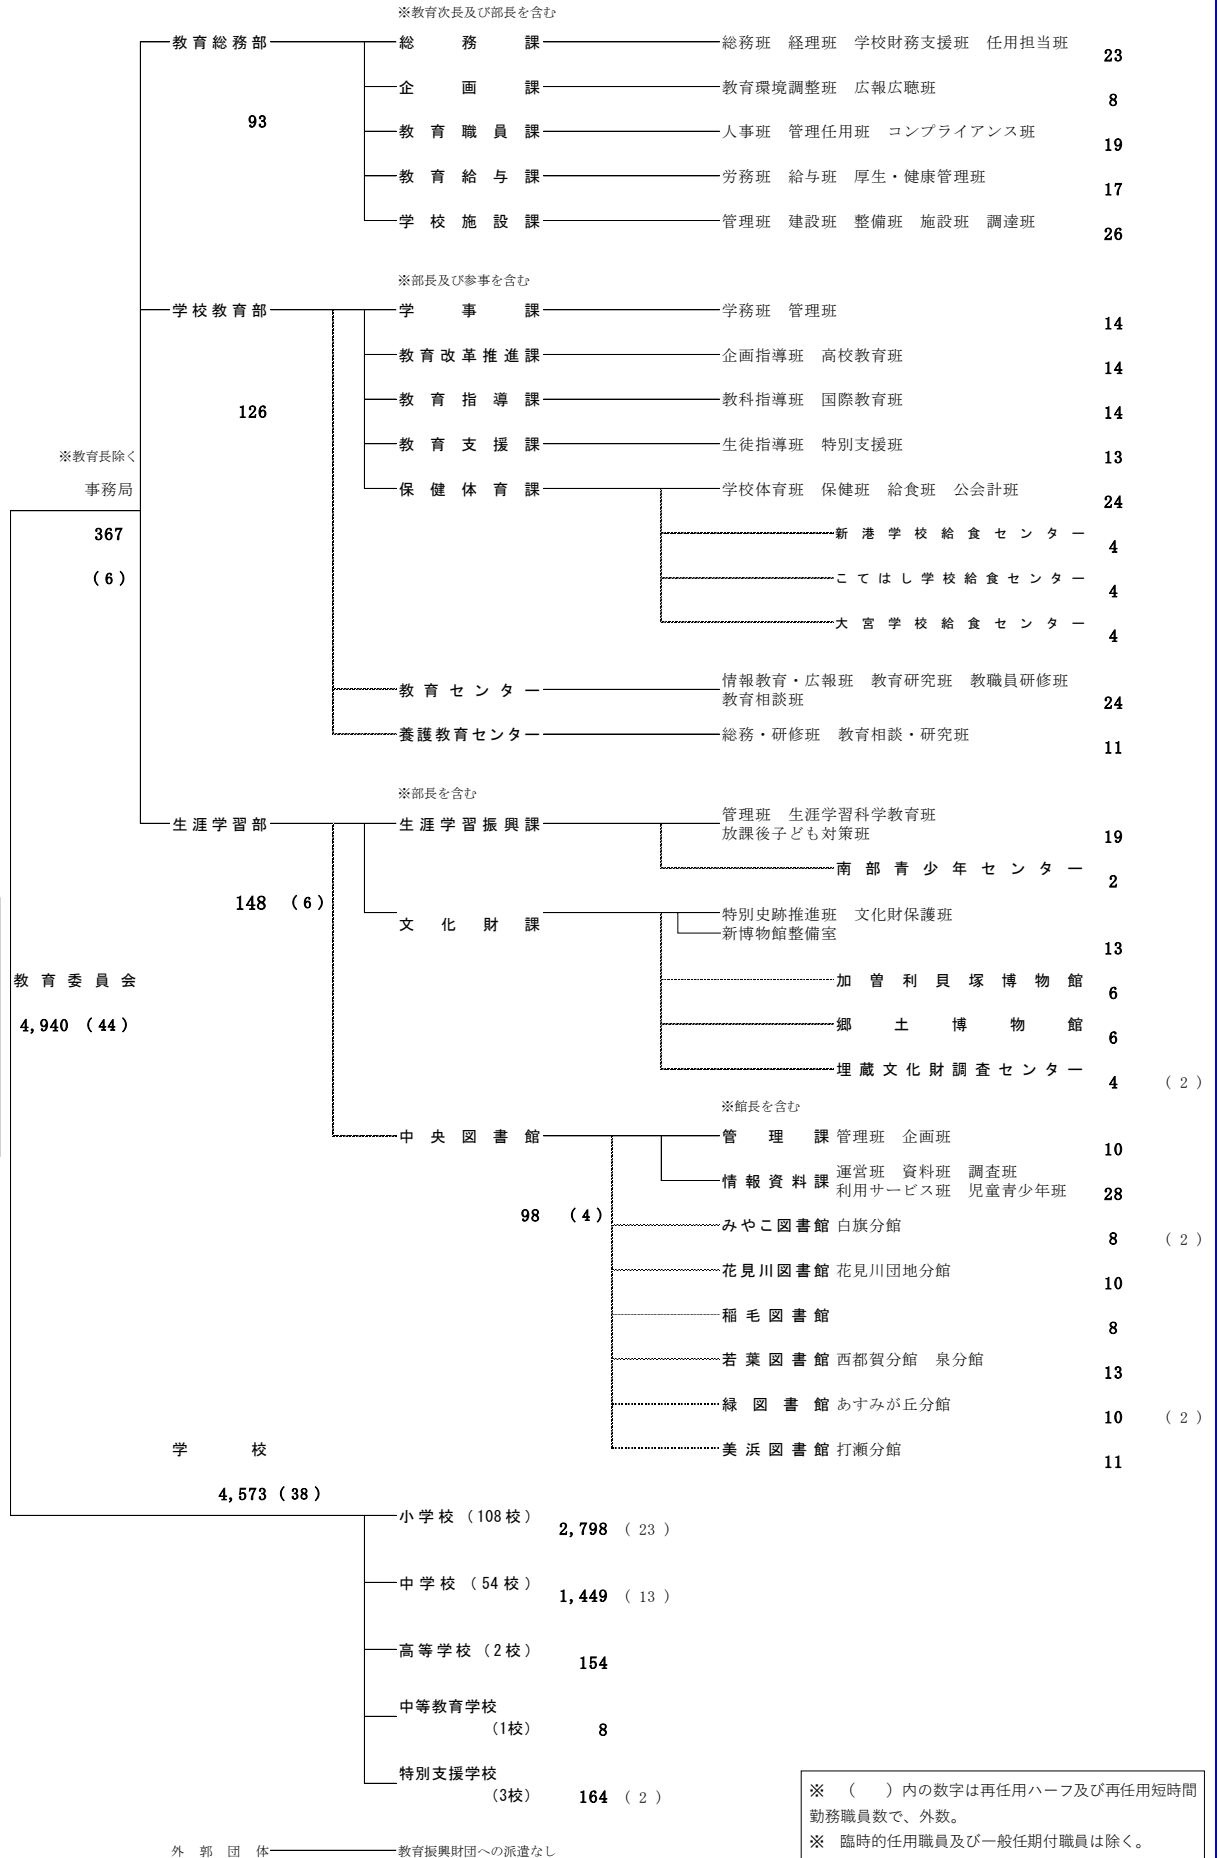 ※教育次長及び部長を含む
教育総務部 総務課 総務班 経理班 学校財務支援班 任用担当班 23
企画課 教育環境調整班 広報広聴班 8
93
教育職員課 人事班 管理任用班 コンプライアンス班 19
教育給与課 労務班 給与班 厚生・健康管理班 17
学校施設課 管理班 建設班 整備班 施設班 調達班 26
※部長及び参事を含む
学校教育部 学事課 学務班 管理班 14
教育改革推進課 企画指導班 高校教育班 14
126
教育指導課 教科指導班 国際教育班 14
教育支援課 生徒指導班 特別支援班 13
※教育長除く
事務局
保健体育課 学校体育班 保健班 給食班 公会計班 24
367
新港学校給食センター 4
(6)
こてはし学校給食センター 4
大宮学校給食センター 4
教育センター 情報教育・広報班 教育研究班 教職員研修班
教育相談班 24
養護教育センター 総務・研修班 教育相談・研究班 11
※部長を含む
生涯学習部 生涯学習振興課 管理班 生涯学習科学教育班
放課後子ども対策班 19
南部青少年センター 2
148 (6)
文化財課 特別史跡推進班 文化財保護班
新博物館整備室 13
教育委員会
加曽利貝塚博物館 6
4,940 (44)
郷土博物館 6
埋蔵文化財調査センター 4 (2)
※館長を含む
中央図書館 管理課 管理班 企画班 10
情報資料課 運営班 資料班 調査班
利用サービス班 児童青少年班 28
98 (4)
みやこ図書館 白旗分館 8 (2)
花見川図書館 花見川団地分館 10
稲毛図書館 8
若葉図書館 西都賀分館 泉分館 13
緑図書館 あすみが丘分館 10 (2)
美浜図書館 打瀬分館 11
学校
4,573 (38)
小学校 (108校) 2,798 (23)
中学校 (54校) 1,449 (13)
高等学校 (2校) 154
中等教育学校
(1校) 8
特別支援学校
(3校) 164 (2)
※ ( )内の数字は再任用ハーフ及び再任用短時間
勤務職員数で、外数。
※ 臨時的任用職員及び一般任期付職員は除く。
外郭団体 教育振興財団への派遣なし